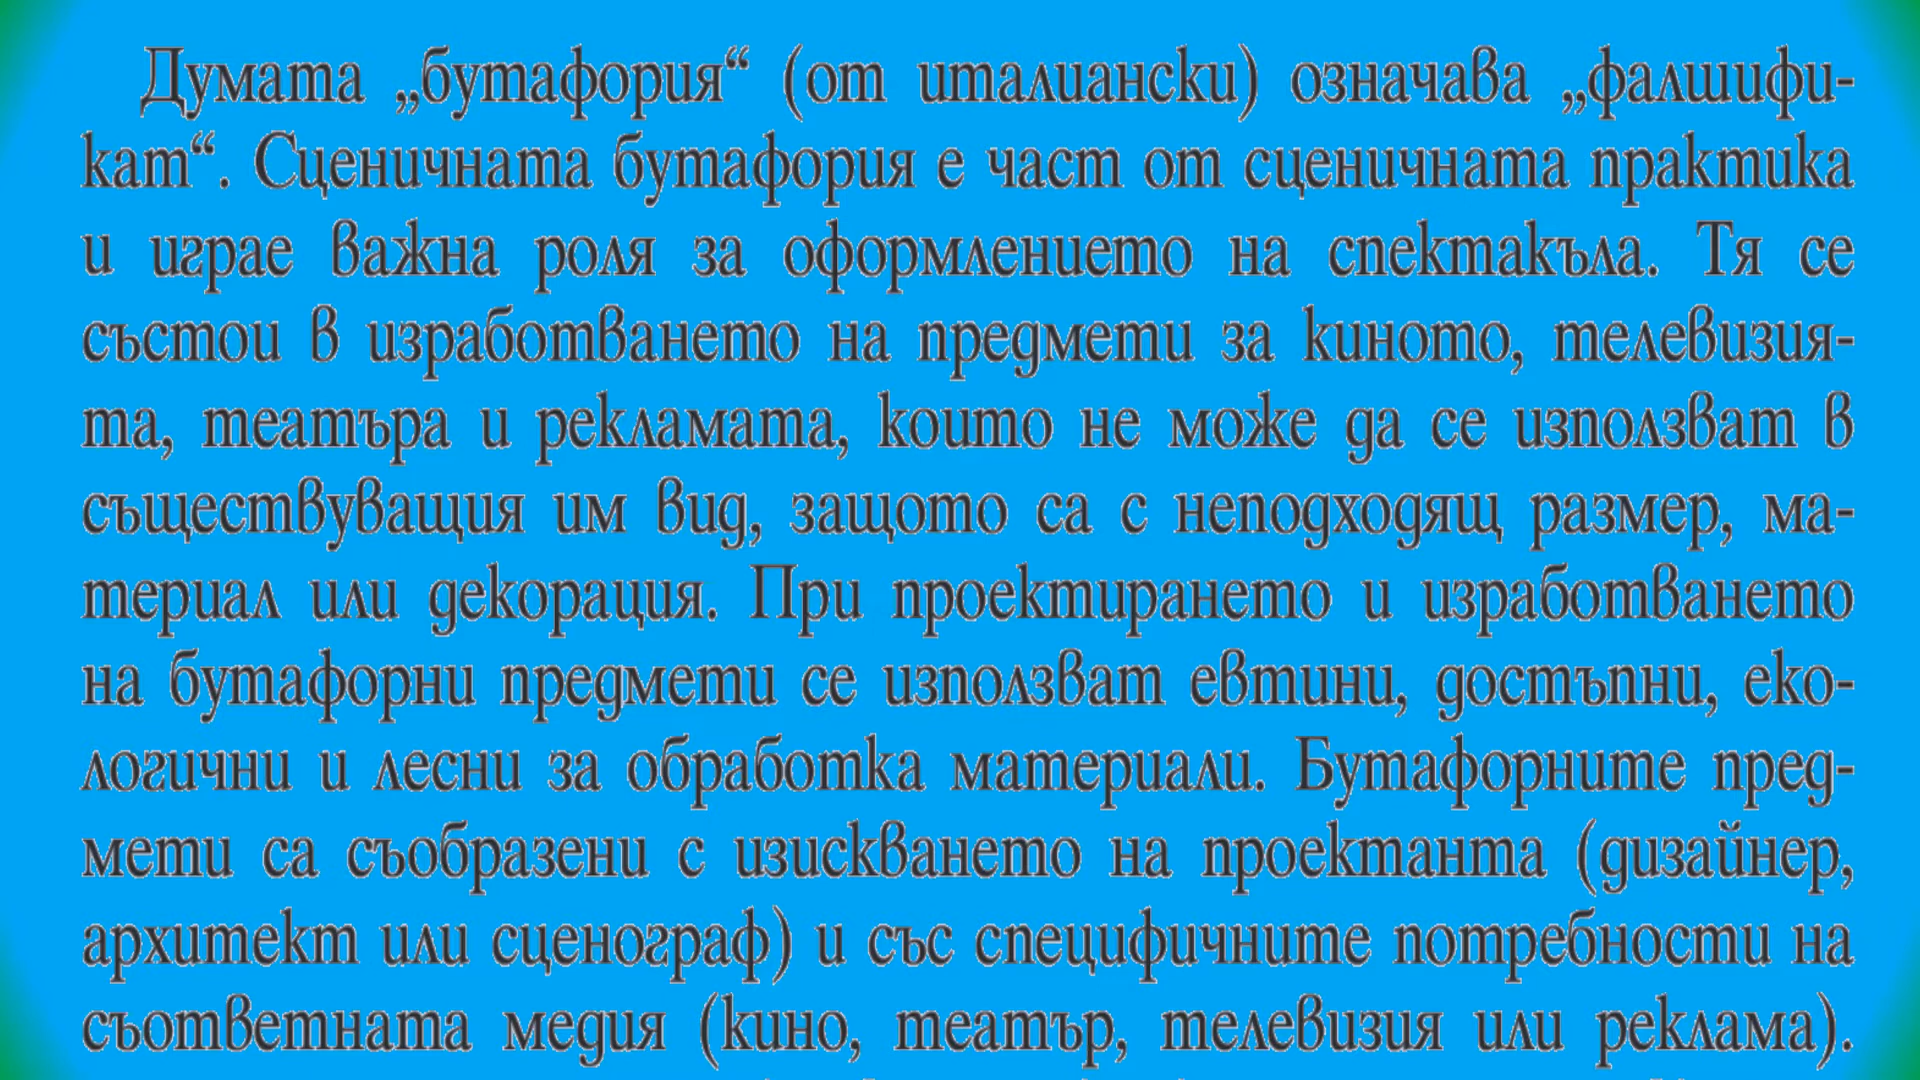 Думата „бутафория“ (от италиански) означава „фалшифи-
кат“. Сценичната бутафория е част от сценичната практика
и играе важна роля за оформлението на спектакъла. Тя се
състои в изработването на предмети за киното, телевизия-
та, театъра и рекламата, които не може да се използват в
съществуващия им вид, защото са с неподходящ размер, ма-
териал или декорация. При проектирането и изработването
на бутафорни предмети се използват евтини, достъпни, еко-
логични и лесни за обработка материали. Бутафорните пред-
мети са съобразени с изискването на проектанта (дизайнер,
архитект или сценограф) и със специфичните потребности на
съответната медия (кино, театър, телевизия или реклама).